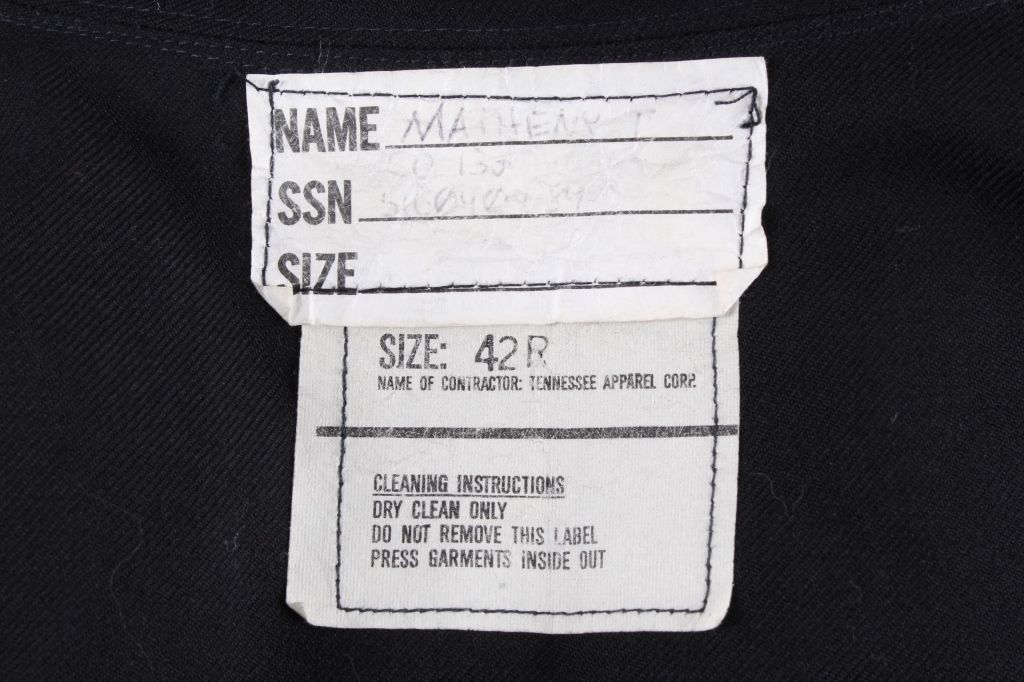 NAME MATHENY T
SSN
SIZE
SIZE: 42R
NAME OF CONTRACTOR: TENNESSEE APPAREL CORP.
CLEANING INSTRUCTIONS
DRY CLEAN ONLY
DO NOT REMOVE THIS LABEL
PRESS GARMENTS INSIDE OUT